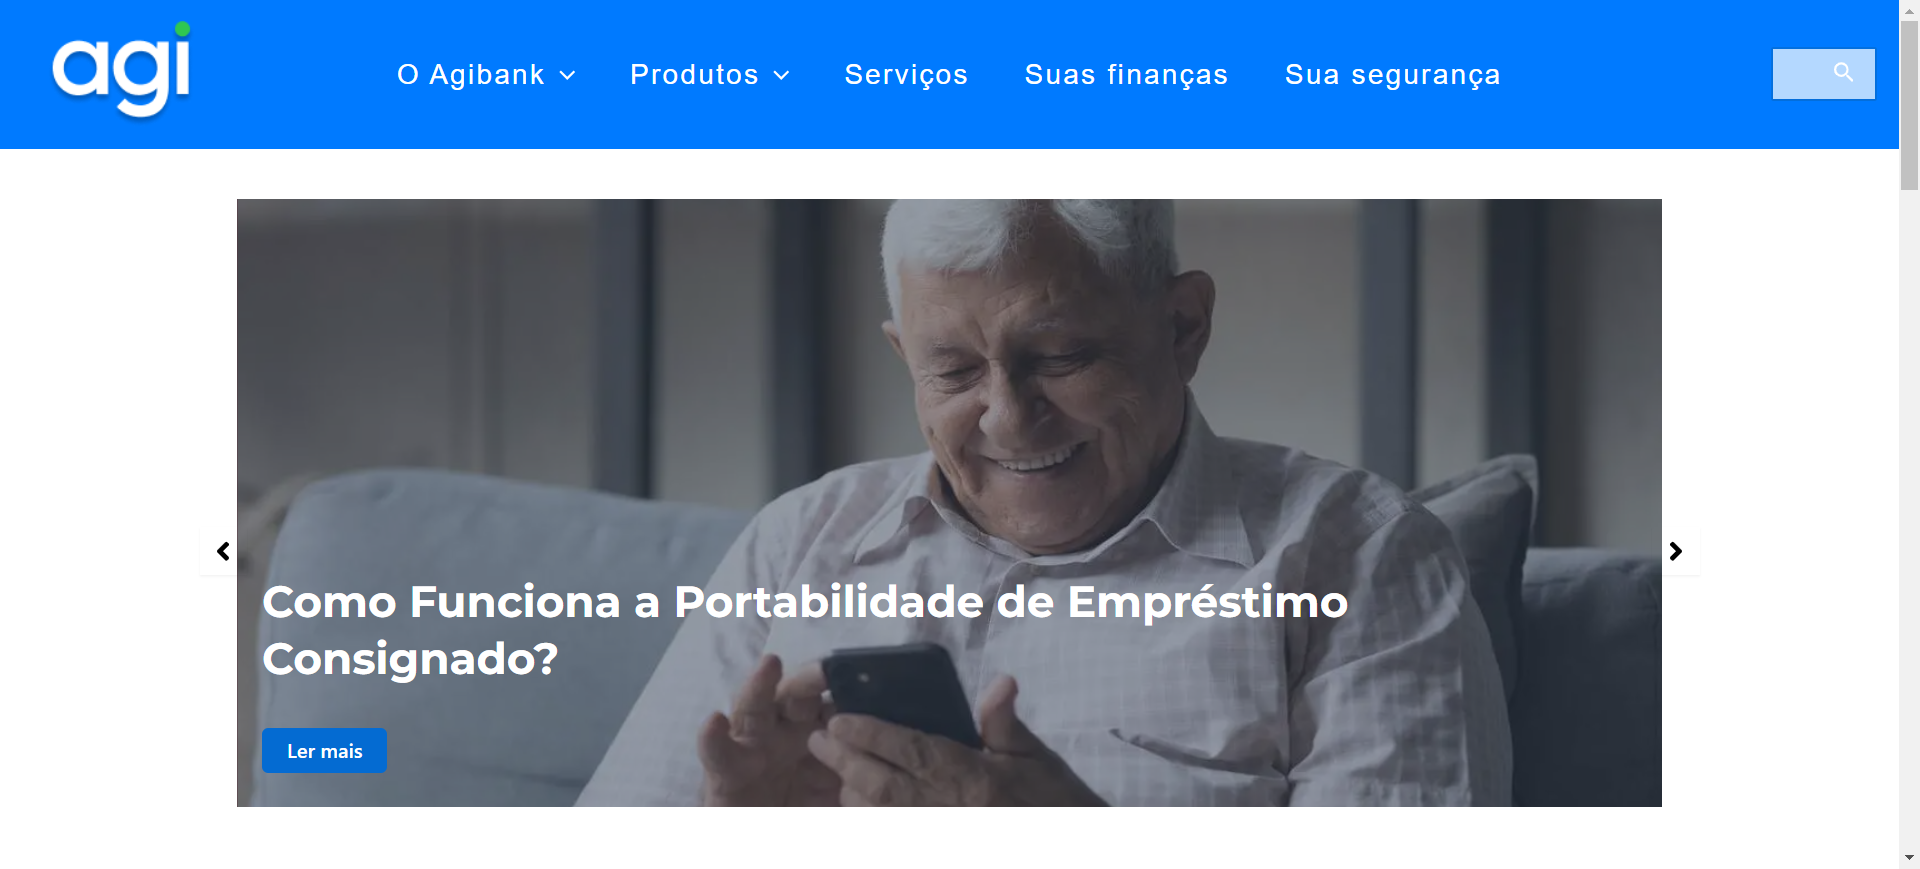 agi
O Agibank
Produtos
Serviços
Suas finanças
Sua segurança
Como Funciona a Portabilidade de Empréstimo
Consignado?
Ler mais